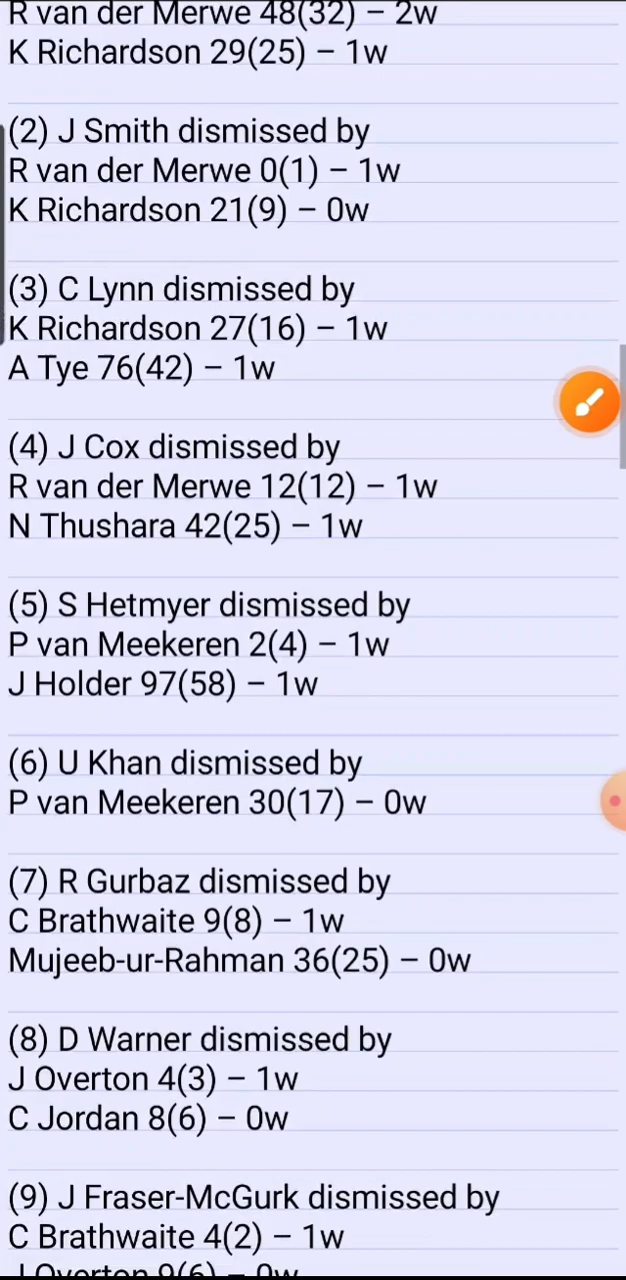 R van der Merwe 48(32) – 2w
K Richardson 29(25) – 1w
(2) J Smith dismissed by
R van der Merwe 0(1) – 1w
K Richardson 21(9) – 0w
(3) C Lynn dismissed by
K Richardson 27(16) – 1w
A Tye 76(42) – 1w
(4) J Cox dismissed by
R van der Merwe 12(12) – 1w
N Thushara 42(25) – 1w
(5) S Hetmyer dismissed by
P van Meekeren 2(4) – 1w
J Holder 97(58) – 1w
(6) U Khan dismissed by
P van Meekeren 30(17) – 0w
(7) R Gurbaz dismissed by
C Brathwaite 9(8) – 1w
Mujeeb-ur-Rahman 36(25) – 0w
(8) D Warner dismissed by
J Overton 4(3) – 1w
C Jordan 8(6) – 0w
(9) J Fraser-McGurk dismissed by
C Brathwaite 4(2) – 1w
J Overton 9(6) – 0w